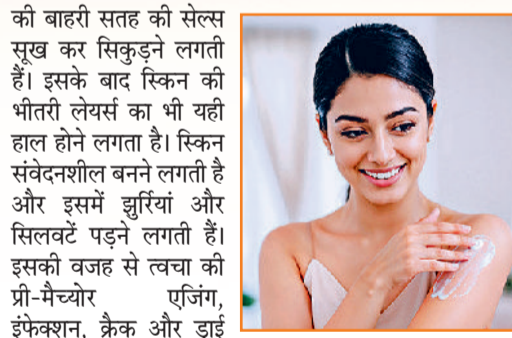 की बाहरी सतह की सेल्स
सूख कर सिकुड़ने लगती
हैं। इसके बाद स्किन की
भीतरी लेयर्स का भी यही
हाल होने लगता है। स्किन
संवेदनशील बनने लगती है
और इसमें झुर्रियां और
सिलवटें पड़ने लगती हैं।
इसकी वजह से त्वचा की
प्री-मैच्योर एजिंग,
इंफेक्शन, क्रैक और ड्राई